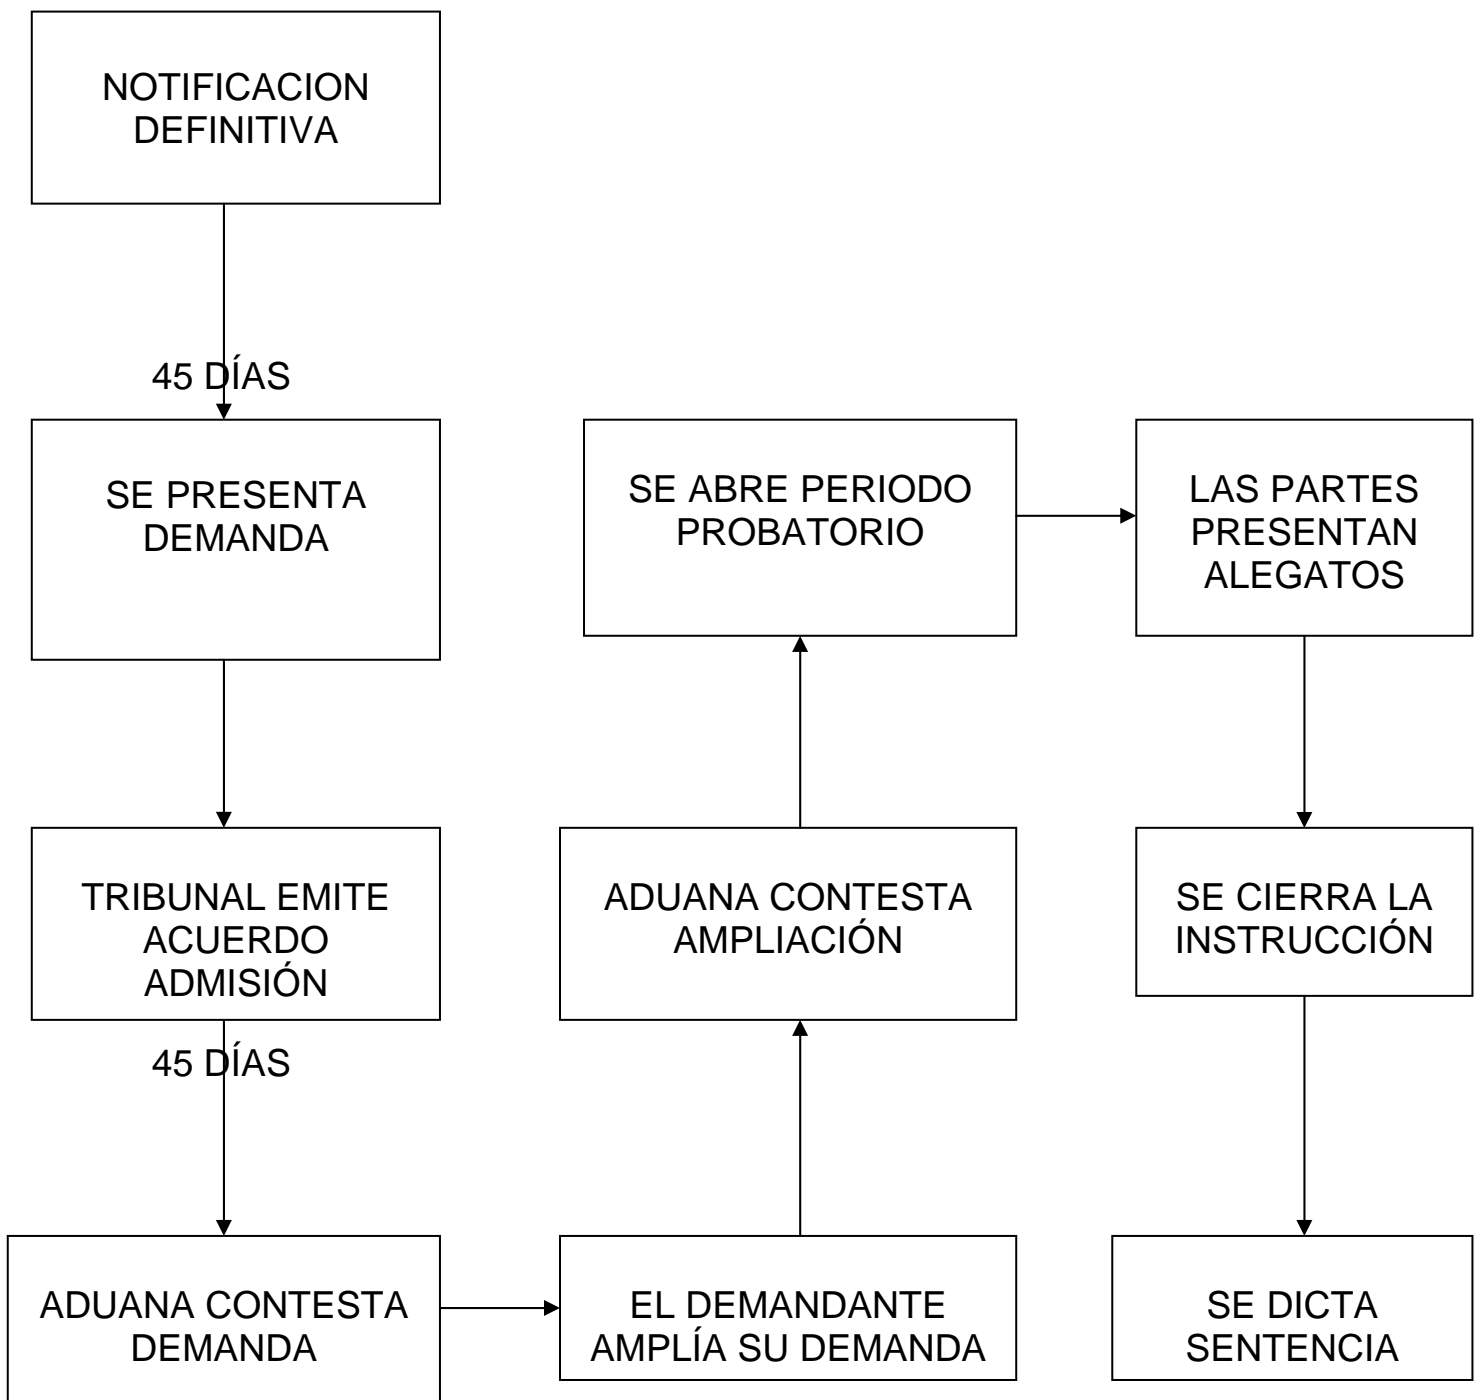 NOTIFICACION
DEFINITIVA
45 DÍAS
SE PRESENTA
DEMANDA
TRIBUNAL EMITE
ACUERDO
ADMISIÓN
45 DÍAS
ADUANA CONTESTA
DEMANDA
EL DEMANDANTE
AMPLÍA SU DEMANDA
ADUANA CONTESTA
AMPLIACIÓN
SE ABRE PERIODO
PROBATORIO
LAS PARTES
PRESENTAN
ALEGATOS
SE CIERRA LA
INSTRUCCIÓN
SE DICTA
SENTENCIA